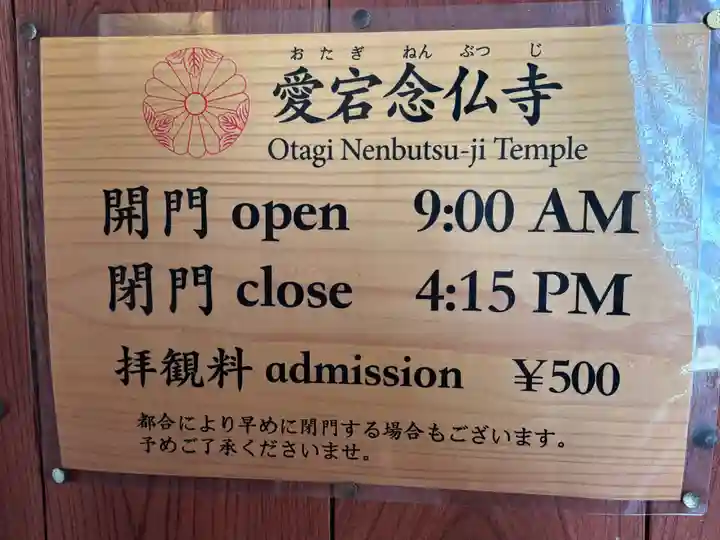 おたぎ ねん ぶつ じ
愛宕念仏寺
Otagi Nenbutsu-ji Temple
開門 open 9:00 AM
閉門 close 4:15 PM
拝観料 admission ¥500
都合により早めに閉門する場合もございます。
予めご了承くださいませ。